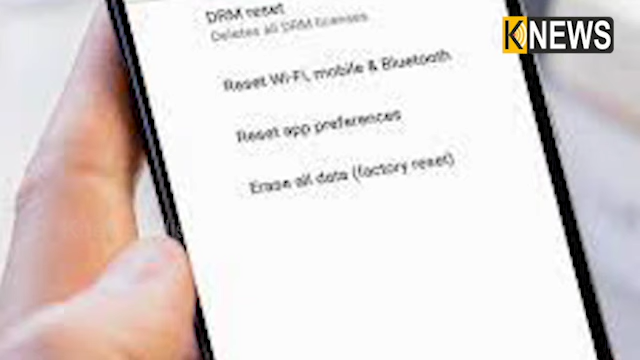 KNEWS
DRM reset
Deletes all DRM licenses
Reset Wi-Fi, mobile & Bluetooth
Reset app preferences
Erase all data (factory reset)